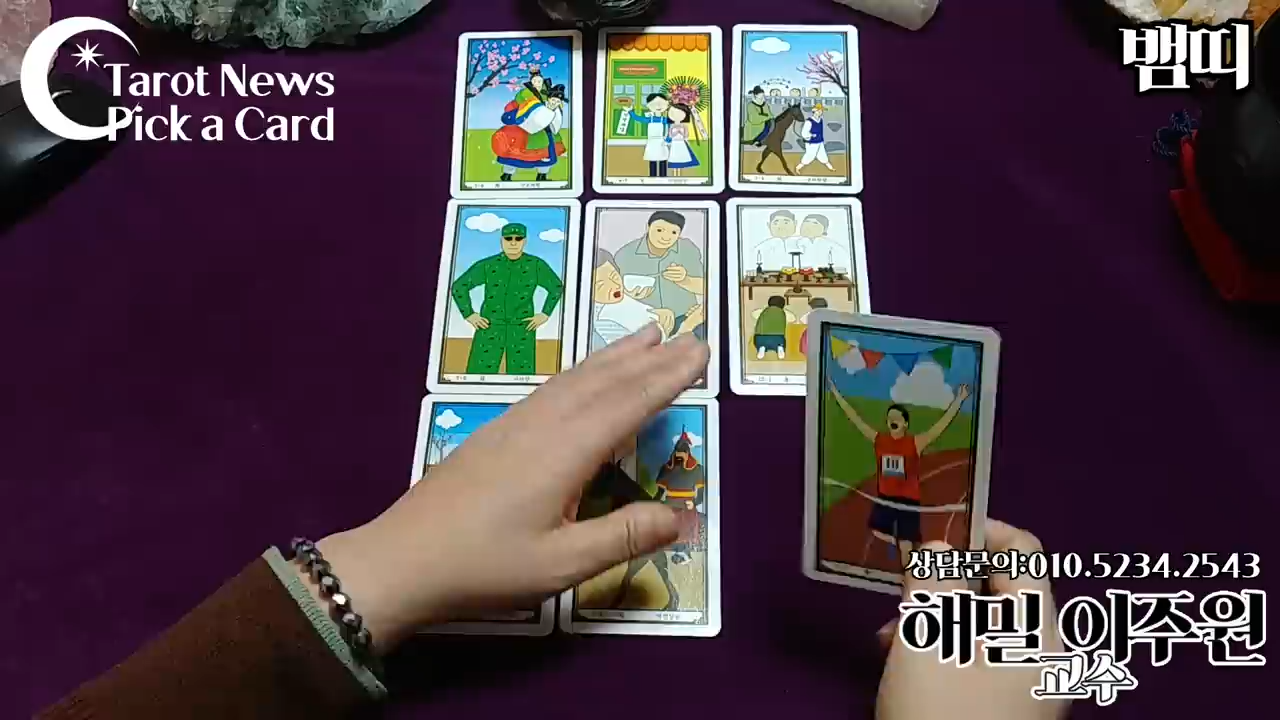 Tarot News
Pick a Card
뱀띠
상담문의:010.5234.2543
해밀 이주원
교수